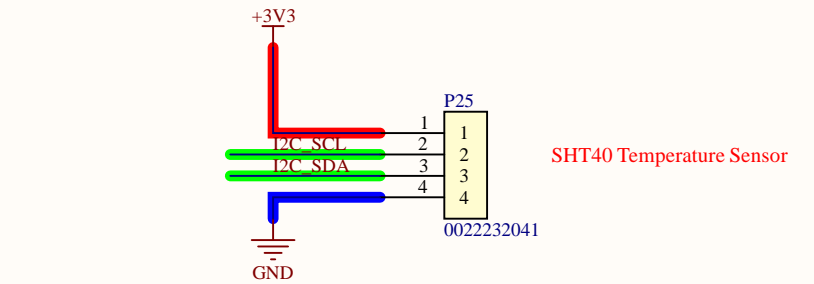 +3V3
P25
1 1
I2C_SCL 2 2
I2C_SDA 3 3
4 4
SHT40 Temperature Sensor
0022232041
GND